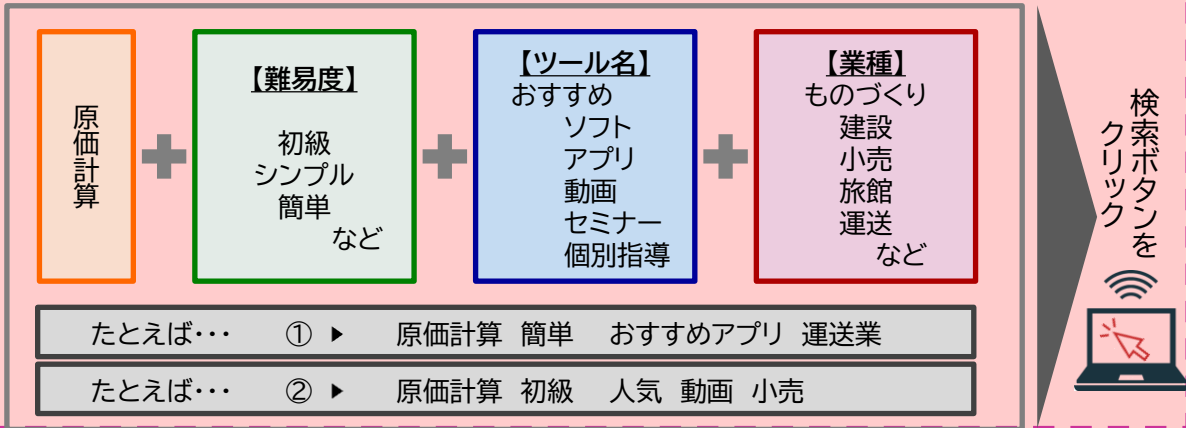 原価計算
【難易度】
初級
シンプル
簡単
など
【ツール名】
おすすめ
ソフト
アプリ
動画
セミナー
個別指導
【業種】
ものづくり
建設
小売
旅館
運送
など
検索ボタンを
クリック
たとえば・・・ ① ▶ 原価計算 簡単 おすすめアプリ 運送業
たとえば・・・ ② ▶ 原価計算 初級 人気 動画 小売